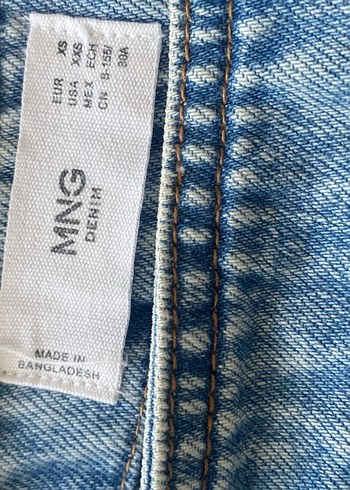 EUR XS
USA XXS
MEX ECH
CN S-155/80A
MNG
DENIM
MADE IN
BANGLADESH